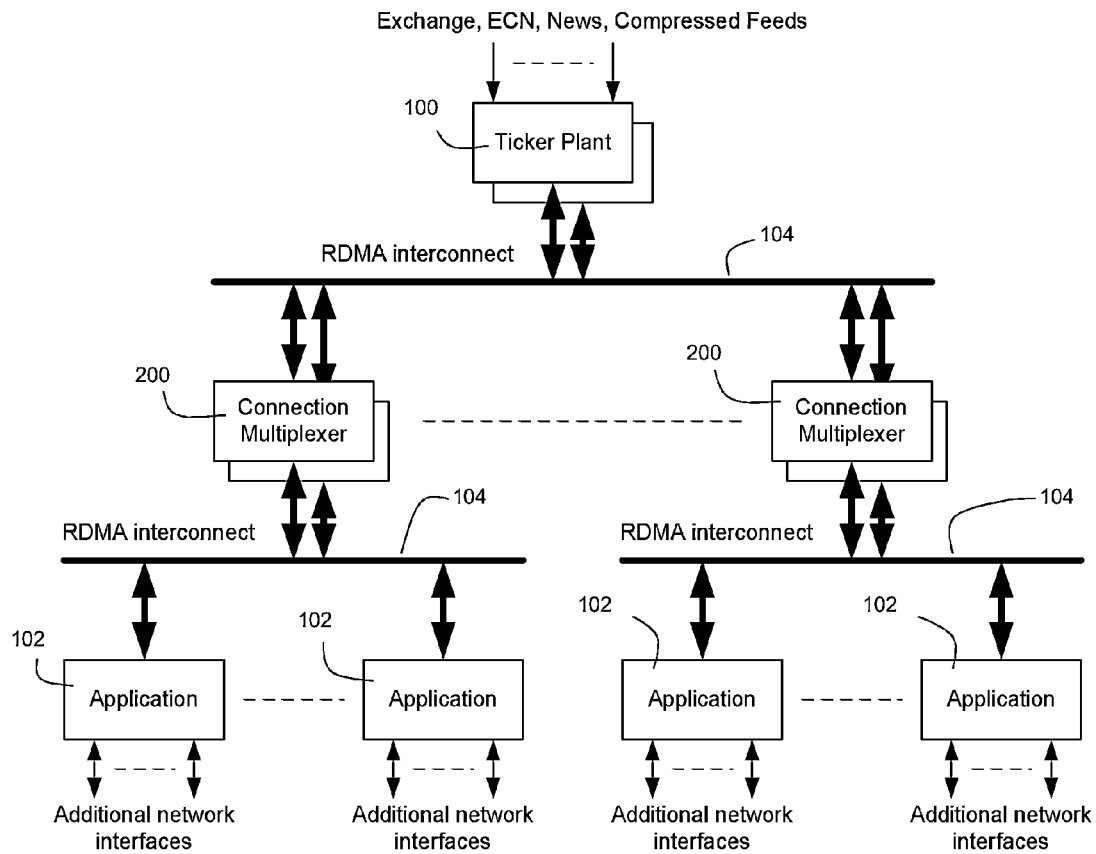 Exchange, ECN, News, Compressed Feeds
100
Ticker Plant
RDMA interconnect
104
200
Connection
Multiplexer
200
Connection
Multiplexer
RDMA interconnect
104
RDMA interconnect
104
102
Application
102
Application
102
Application
102
Application
Additional network
interfaces
Additional network
interfaces
Additional network
interfaces
Additional network
interfaces